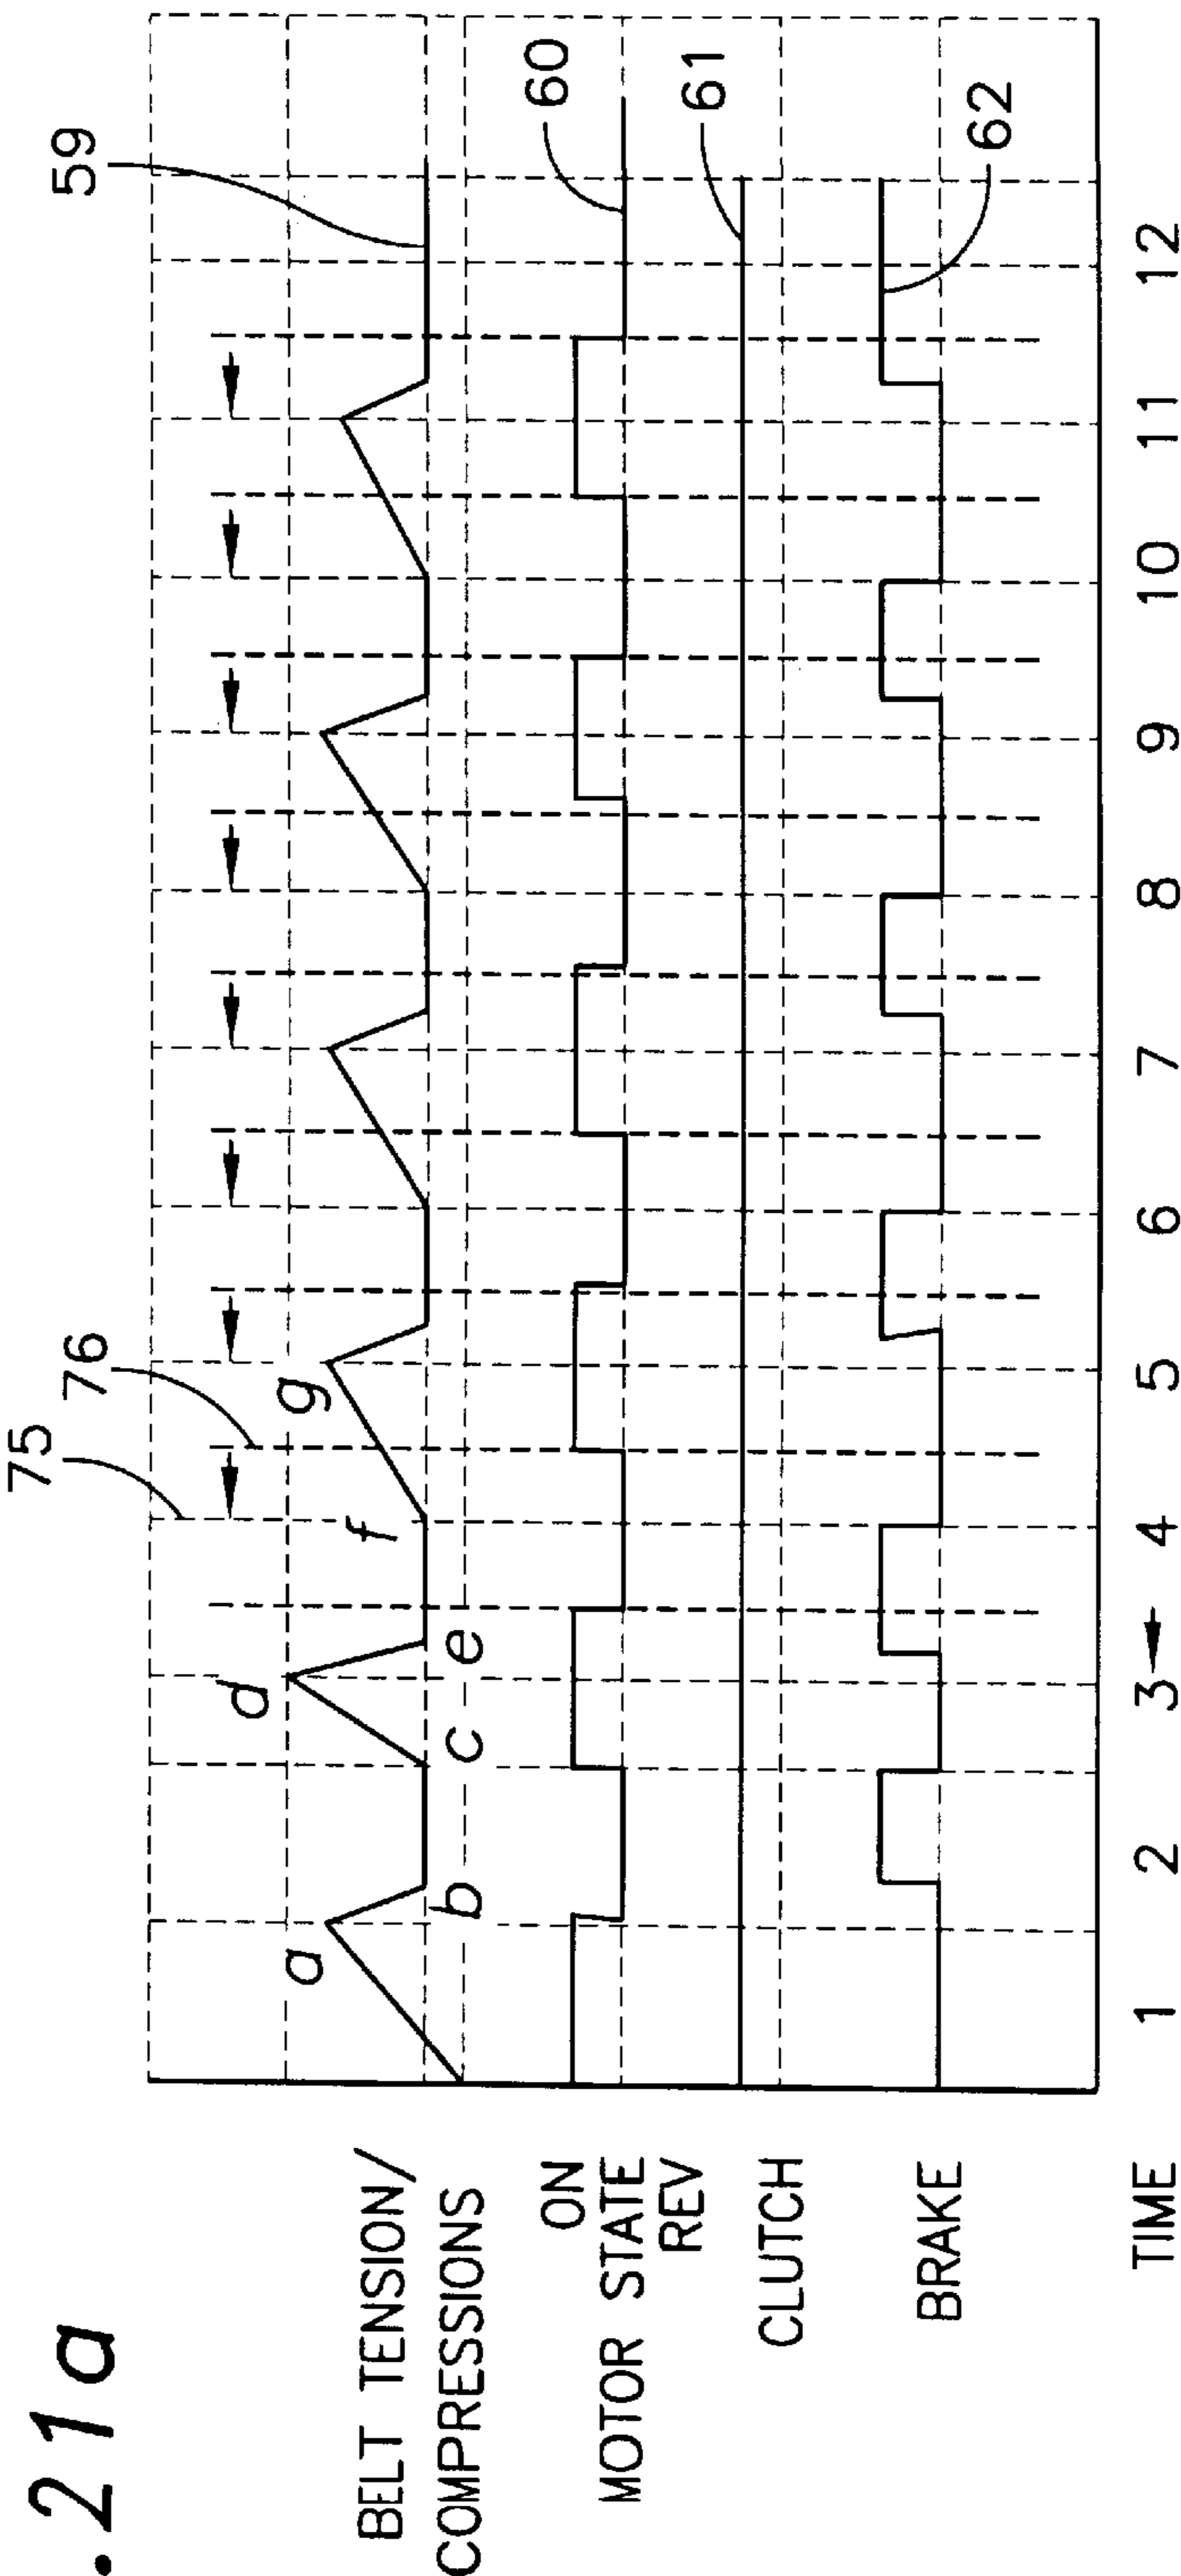 .21a
75
76
59
a
b
c
d
e
f
g
60
61
62
BELT TENSION/
COMPRESSIONS
ON
MOTOR STATE
REV
CLUTCH
BRAKE
TIME 1 2 3 4 5 6 7 8 9 10 11 12